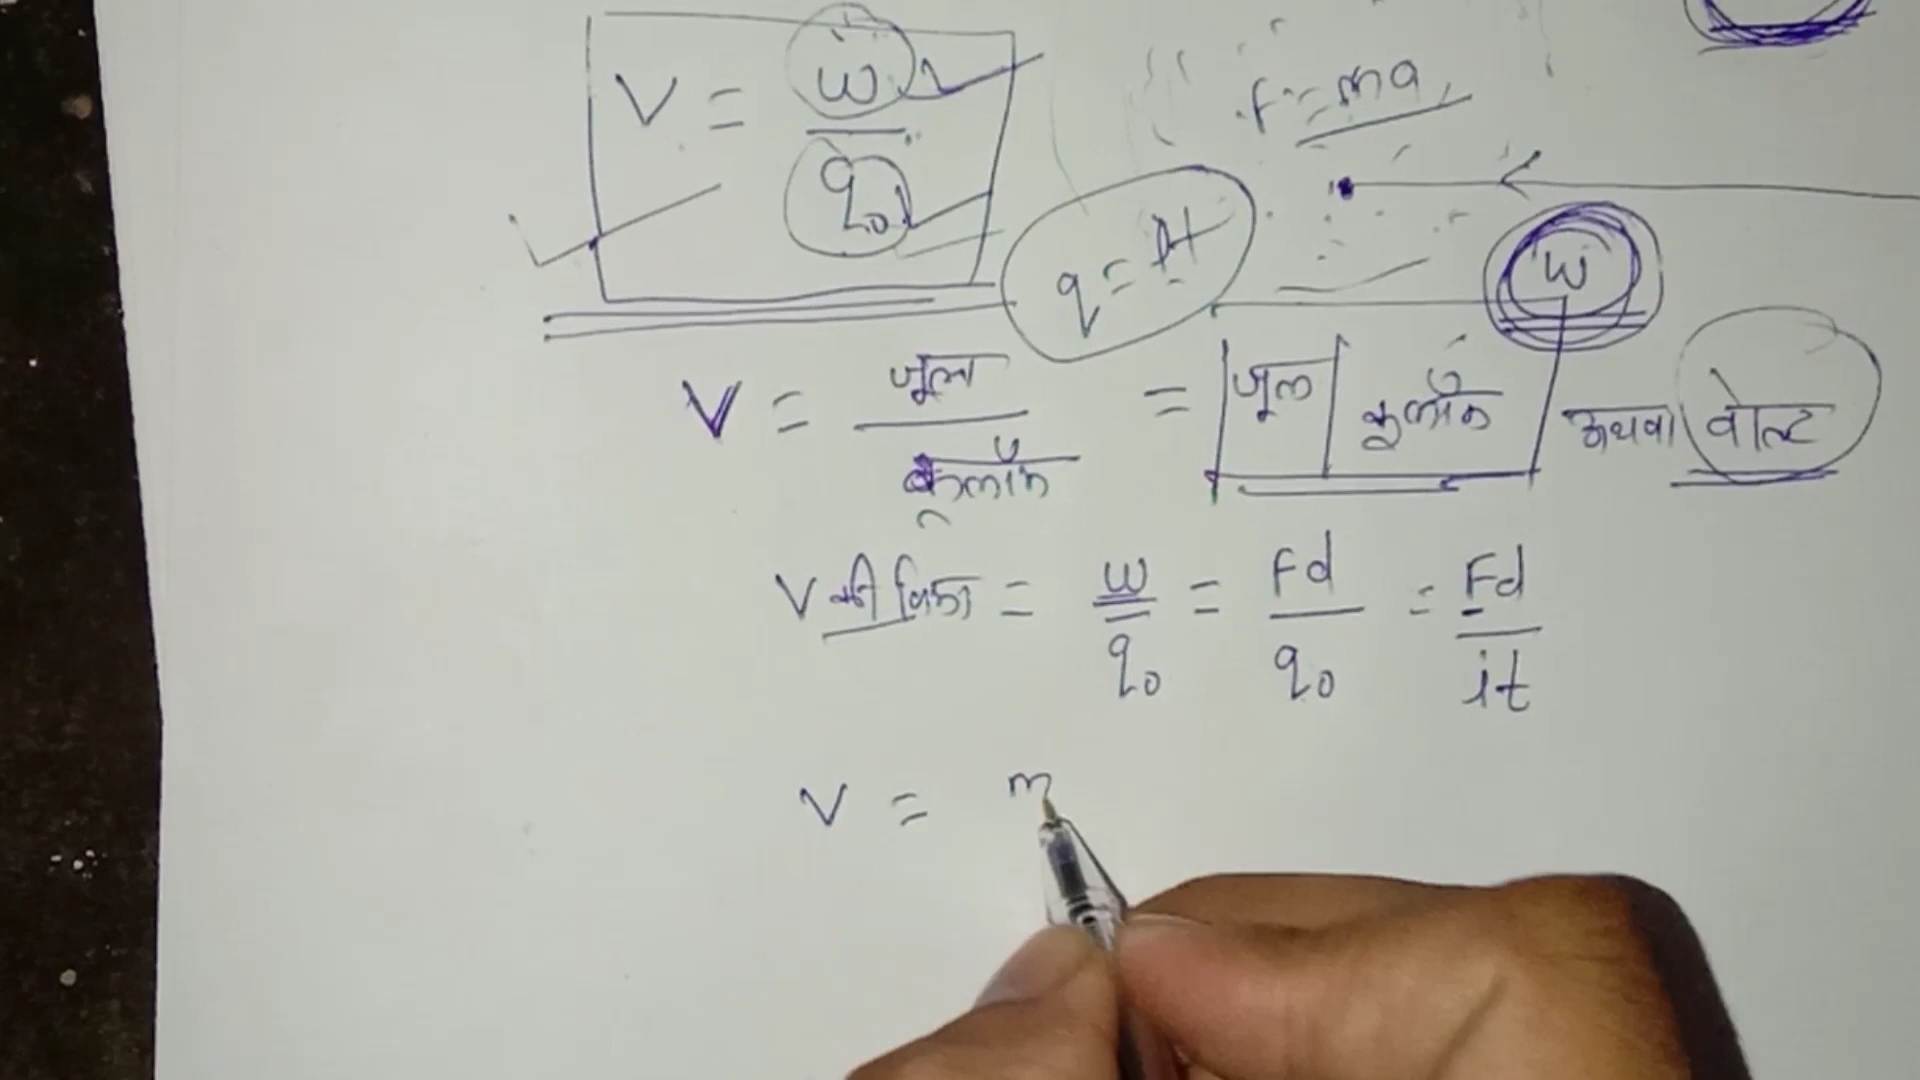 V = w / q₀
F = ma
q = it
w
V = जूल / कूलॉम = जूल / कूलॉम अथवा वोल्ट
V की विमा = w / q₀ = Fd / q₀ = Fd / it
V = m